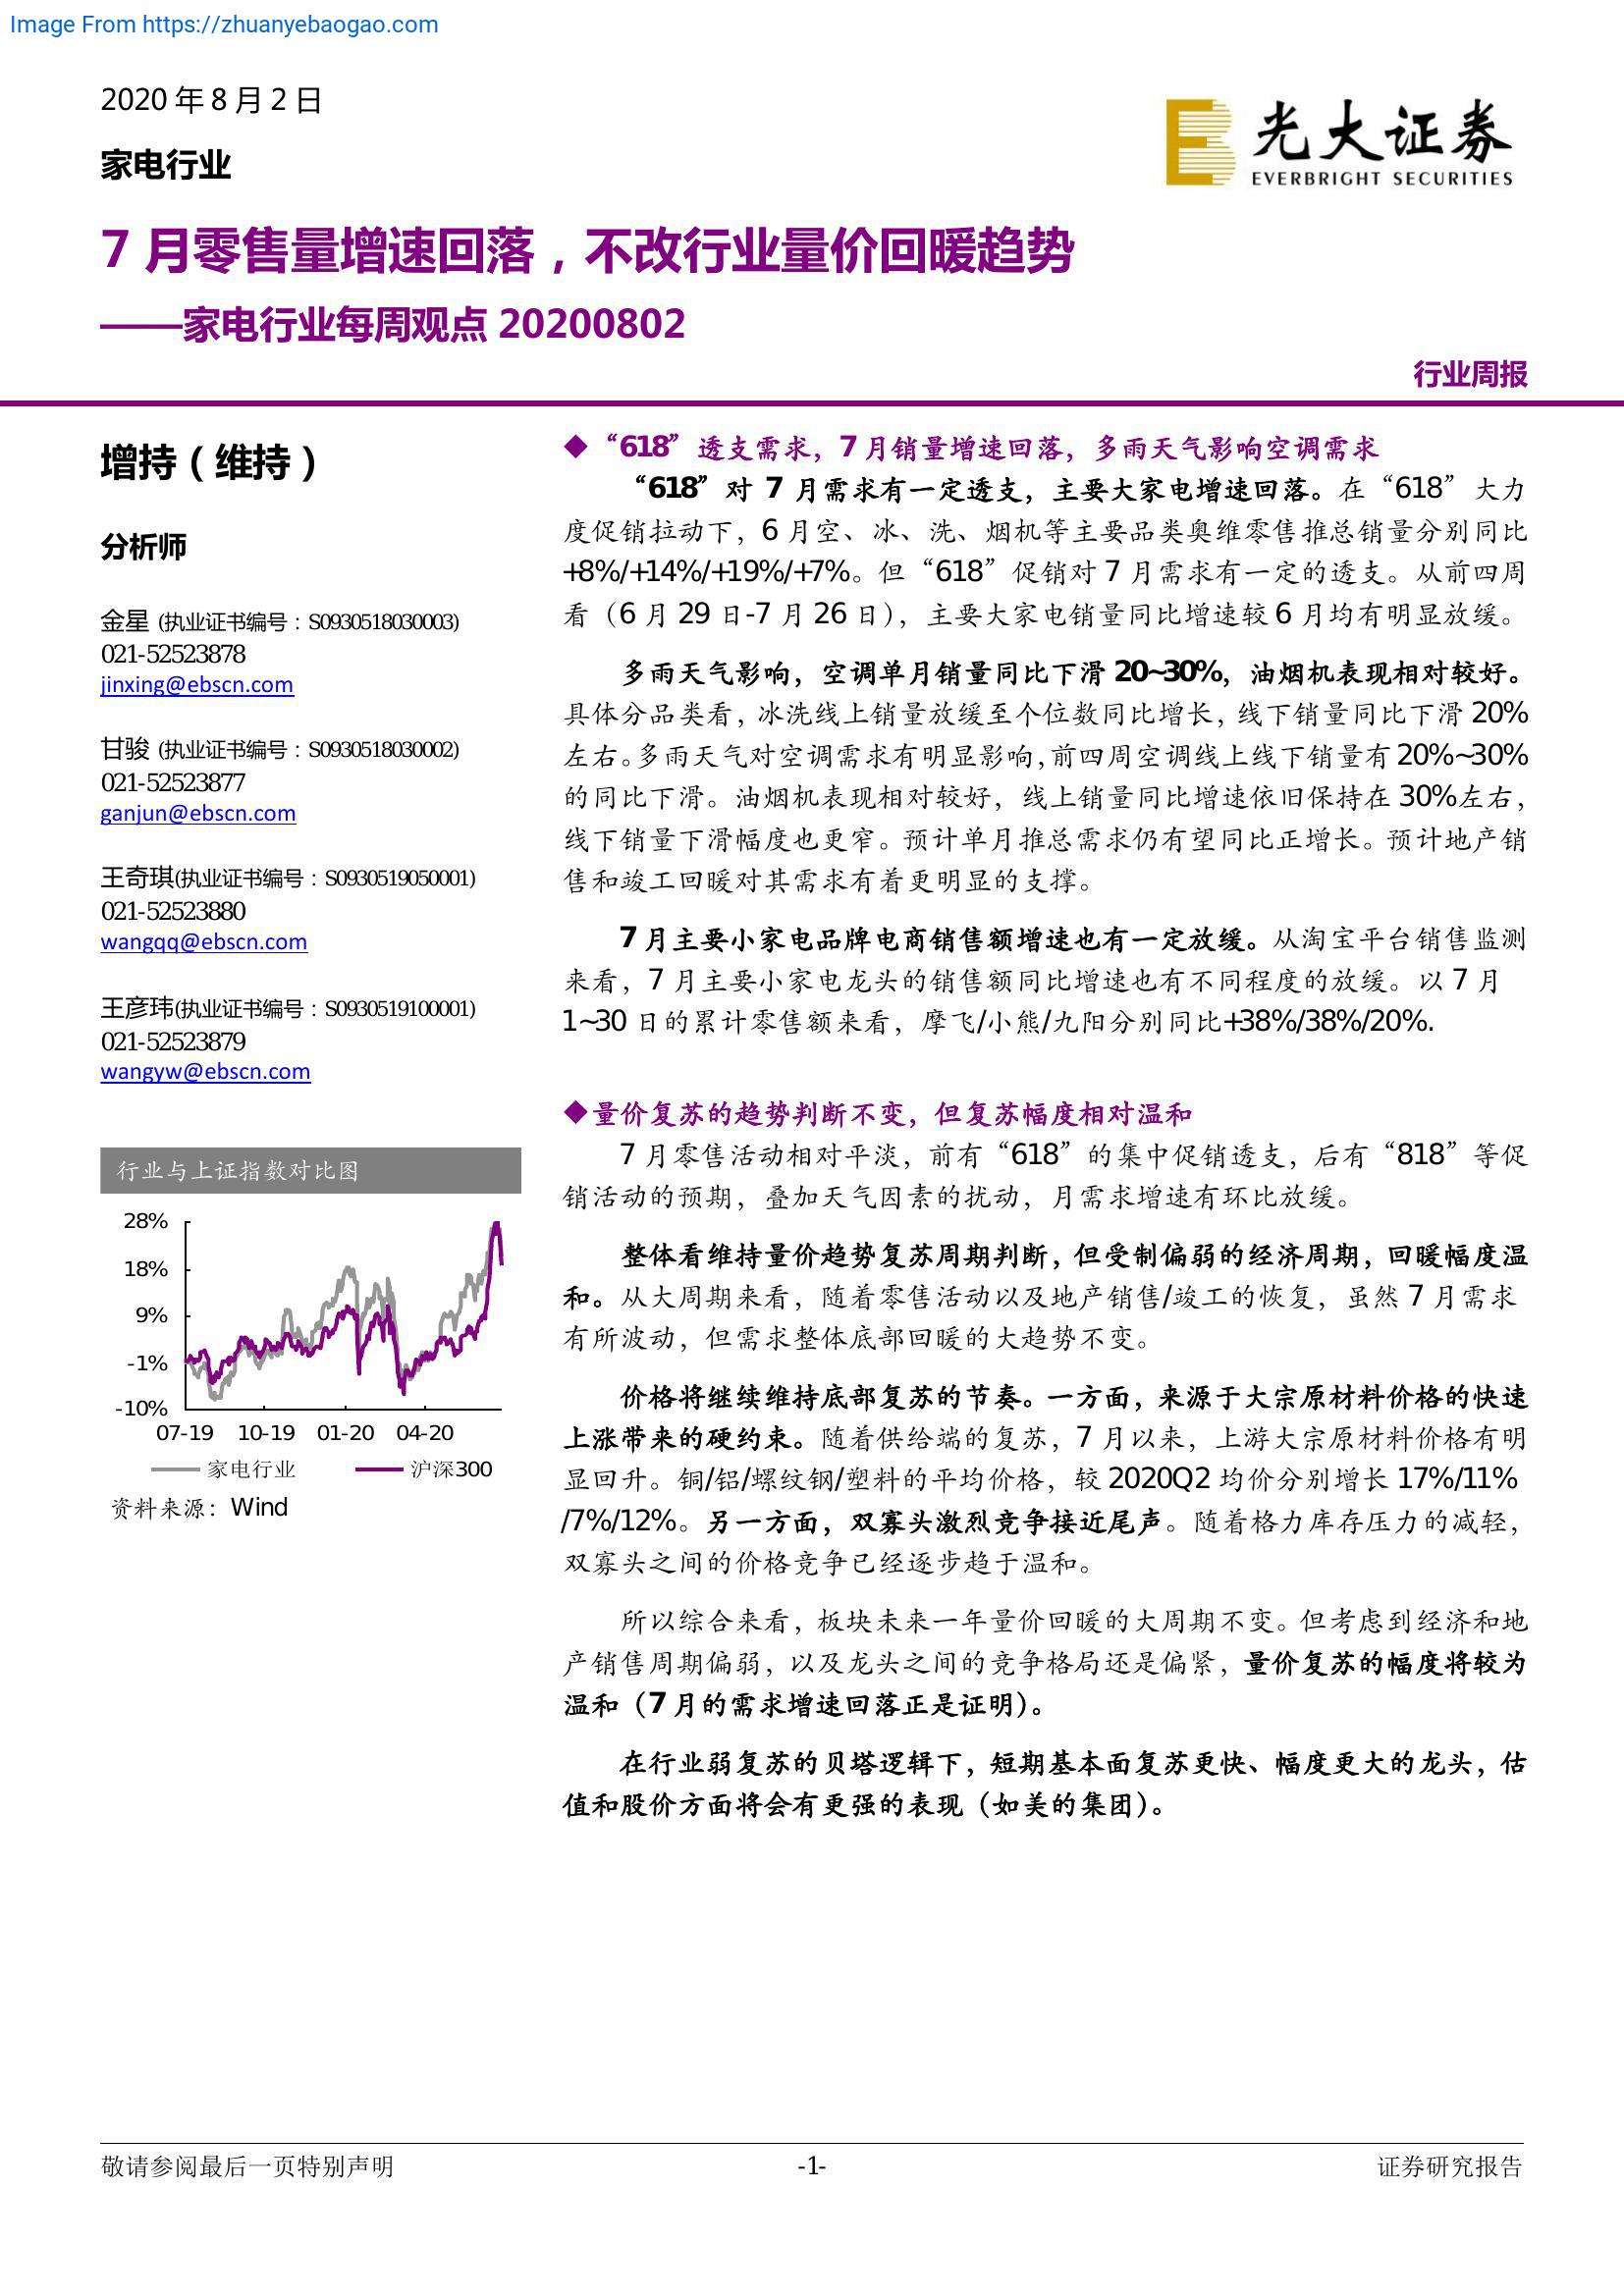 Image From https://zhuanyebaogao.com
2020 年 8 月 2 日
家电行业
光大证券
EVERBRIGHT SECURITIES
7 月零售量增速回落，不改行业量价回暖趋势
——家电行业每周观点 20200802
行业周报
增持（维持）
分析师
金星 (执业证书编号：S0930518030003)
021-52523878
jinxing@ebscn.com
甘骏 (执业证书编号：S0930518030002)
021-52523877
ganjun@ebscn.com
王奇琪(执业证书编号：S0930519050001)
021-52523880
wangqq@ebscn.com
王彦玮(执业证书编号：S0930519100001)
021-52523879
wangyw@ebscn.com
行业与上证指数对比图
28%
18%
9%
-1%
-10%
07-19 10-19 01-20 04-20
家电行业 沪深300
资料来源：Wind
◆“618”透支需求，7 月销量增速回落，多雨天气影响空调需求
“618”对 7 月需求有一定透支，主要大家电增速回落。在“618”大力
度促销拉动下，6 月空、冰、洗、烟机等主要品类奥维零售推总销量分别同比
+8%/+14%/+19%/+7%。但“618”促销对 7 月需求有一定的透支。从前四周
看（6 月 29 日-7 月 26 日），主要大家电销量同比增速较 6 月均有明显放缓。
多雨天气影响，空调单月销量同比下滑 20~30%，油烟机表现相对较好。
具体分品类看，冰洗线上销量放缓至个位数同比增长，线下销量同比下滑 20%
左右。多雨天气对空调需求有明显影响，前四周空调线上线下销量有 20%~30%
的同比下滑。油烟机表现相对较好，线上销量同比增速依旧保持在 30%左右，
线下销量下滑幅度也更窄。预计单月推总需求仍有望同比正增长。预计地产销
售和竣工回暖对其需求有着更明显的支撑。
7 月主要小家电品牌电商销售额增速也有一定放缓。从淘宝平台销售监测
来看，7 月主要小家电龙头的销售额同比增速也有不同程度的放缓。以 7 月
1~30 日的累计零售额来看，摩飞/小熊/九阳分别同比+38%/38%/20%.
◆量价复苏的趋势判断不变，但复苏幅度相对温和
7 月零售活动相对平淡，前有“618”的集中促销透支，后有“818”等促
销活动的预期，叠加天气因素的扰动，月需求增速有环比放缓。
整体看维持量价趋势复苏周期判断，但受制偏弱的经济周期，回暖幅度温
和。从大周期来看，随着零售活动以及地产销售/竣工的恢复，虽然 7 月需求
有所波动，但需求整体底部回暖的大趋势不变。
价格将继续维持底部复苏的节奏。一方面，来源于大宗原材料价格的快速
上涨带来的硬约束。随着供给端的复苏，7 月以来，上游大宗原材料价格有明
显回升。铜/铝/螺纹钢/塑料的平均价格，较 2020Q2 均价分别增长 17%/11%
/7%/12%。另一方面，双寡头激烈竞争接近尾声。随着格力库存压力的减轻，
双寡头之间的价格竞争已经逐步趋于温和。
所以综合来看，板块未来一年量价回暖的大周期不变。但考虑到经济和地
产销售周期偏弱，以及龙头之间的竞争格局还是偏紧，量价复苏的幅度将较为
温和（7 月的需求增速回落正是证明）。
在行业弱复苏的贝塔逻辑下，短期基本面复苏更快、幅度更大的龙头，估
值和股价方面将会有更强的表现（如美的集团）。
敬请参阅最后一页特别声明 -1- 证券研究报告